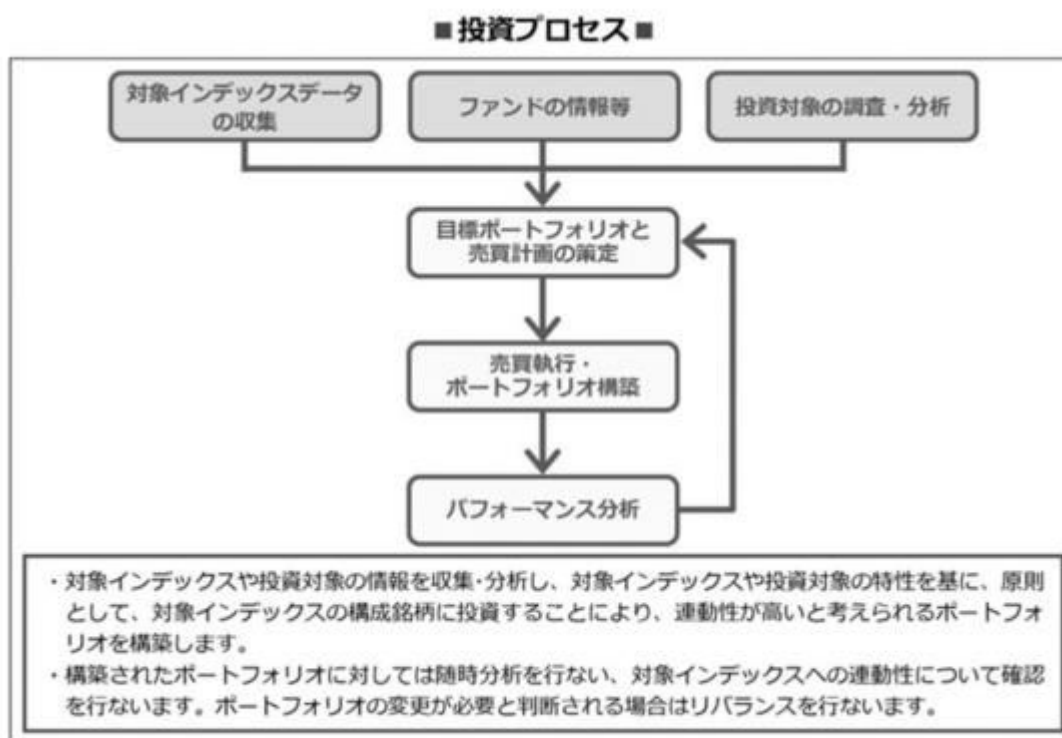 ■投資プロセス■
対象インデックスデータ
の収集
ファンドの情報等
投資対象の調査・分析
目標ポートフォリオと
売買計画の策定
売買執行・
ポートフォリオ構築
パフォーマンス分析
・対象インデックスや投資対象の情報を収集・分析し、対象インデックスや投資対象の特性を基に、原則
として、対象インデックスの構成銘柄に投資することにより、連動性が高いと考えられるポートフォ
リオを構築します。
・構築されたポートフォリオに対しては随時分析を行ない、対象インデックスへの連動性について確認
を行ないます。ポートフォリオの変更が必要と判断される場合はリバランスを行ないます。